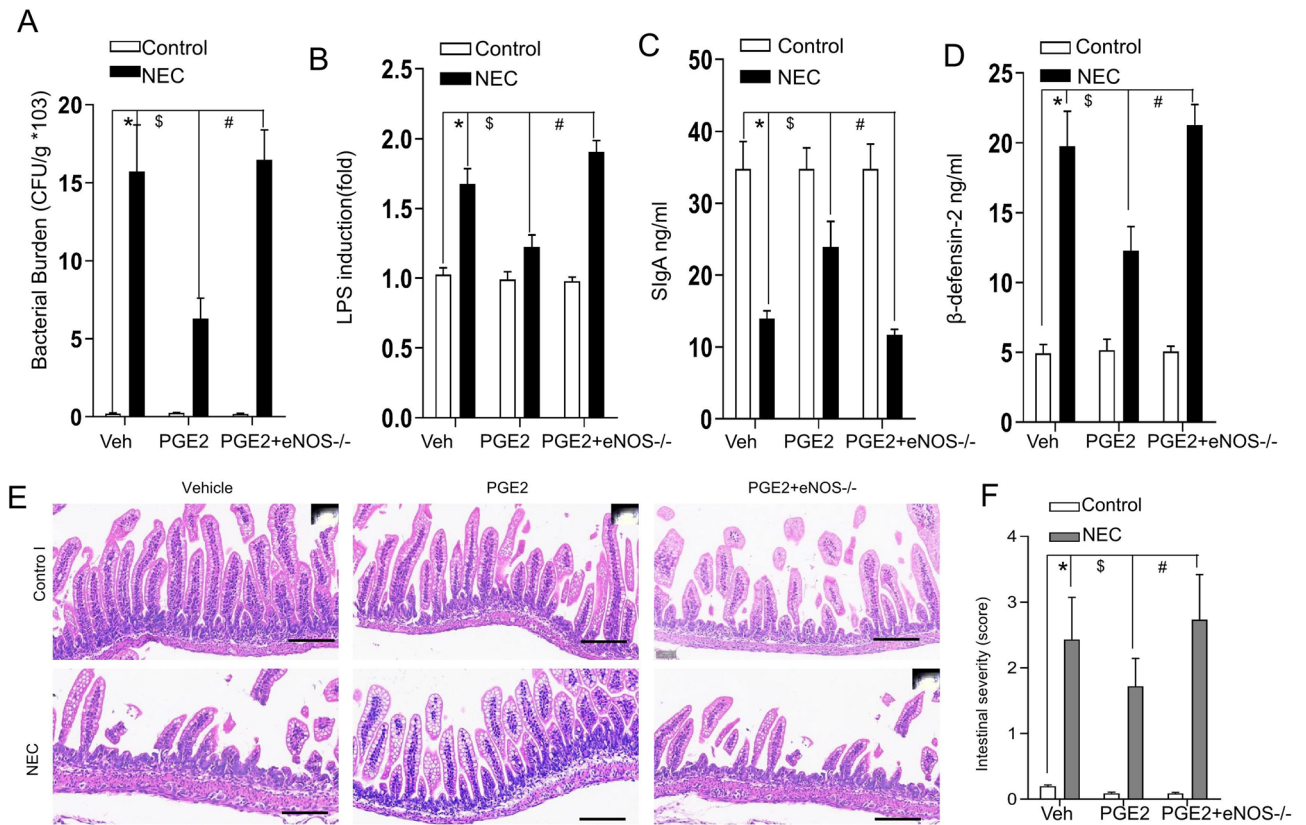 A
Control
NEC
Bacterial Burden (CFU/g *103)
20
15
10
5
0
* $ #
Veh PGE2 PGE2+eNOS-/-
B
Control
NEC
LPS induction(fold)
2.5
2.0
1.5
1.0
0.5
0.0
* $ #
Veh PGE2 PGE2+eNOS-/-
C
Control
NEC
SIgA ng/ml
50
40
30
20
10
0
* $ #
Veh PGE2 PGE2+eNOS-/-
D
Control
NEC
β-defensin-2 ng/ml
25
20
15
10
5
0
* $ #
Veh PGE2 PGE2+eNOS-/-
E
Vehicle PGE2 PGE2+eNOS-/-
Control I
NEC
F
Control
NEC
Intestinal severity (score)
4
3
2
1
0
* $ #
Veh PGE2 PGE2+eNOS-/-